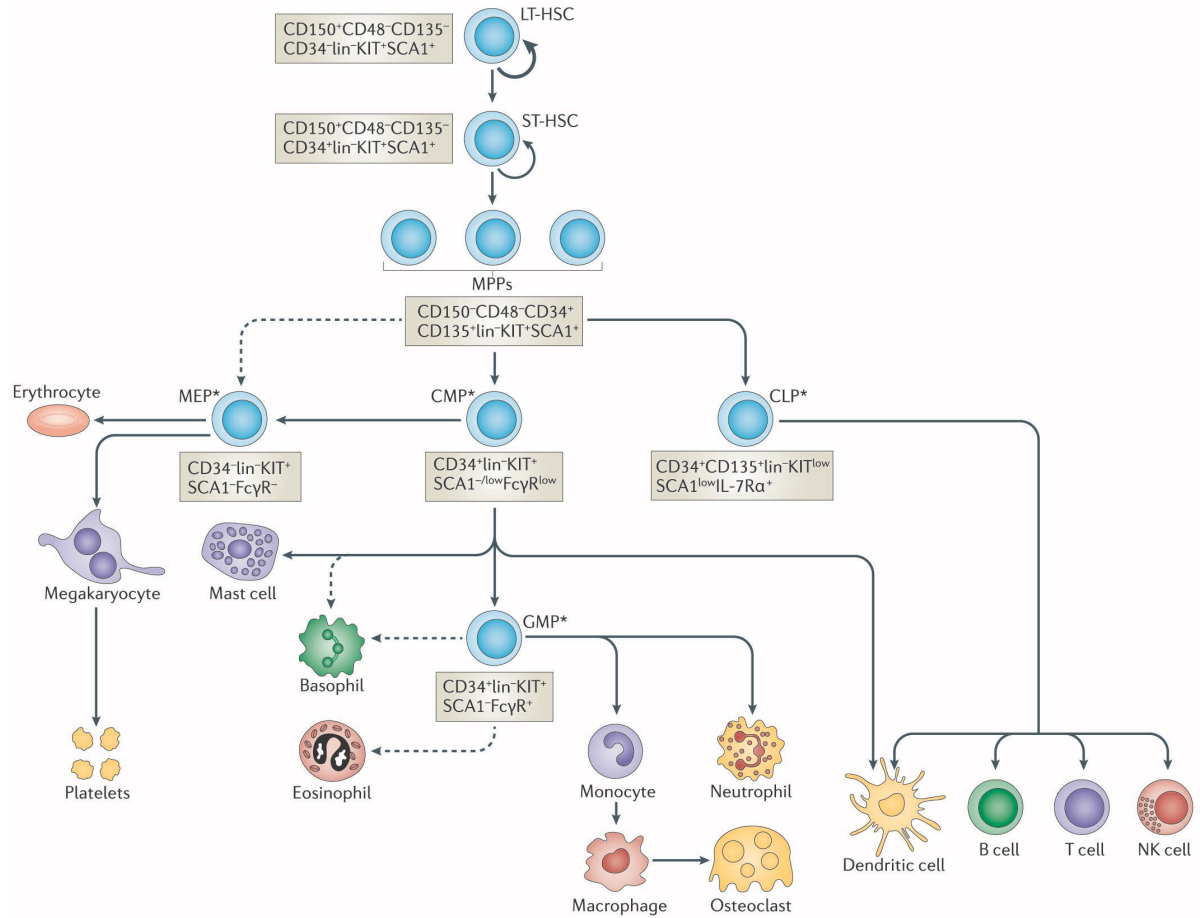 LT-HSC
CD150⁺CD48⁻CD135⁻
CD34⁻lin⁻KIT⁺SCA1⁺
ST-HSC
CD150⁺CD48⁻CD135⁻
CD34⁺lin⁻KIT⁺SCA1⁺
MPPs
CD150⁻CD48⁻CD34⁺
CD135⁺lin⁻KIT⁺SCA1⁺
Erythrocyte
MEP*
CMP*
CLP*
CD34⁻lin⁻KIT⁺
SCA1⁻FcγR⁻
CD34⁺lin⁻KIT⁺
SCA1⁻/ˡᵒʷFcγRˡᵒʷ
CD34⁺CD135⁺lin⁻KITˡᵒʷ
SCA1ˡᵒʷIL-7Rα⁺
Megakaryocyte
Mast cell
GMP*
Basophil
CD34⁺lin⁻KIT⁺
SCA1⁻FcγR⁺
Platelets
Eosinophil
Monocyte
Neutrophil
Dendritic cell
B cell
T cell
NK cell
Macrophage
Osteoclast